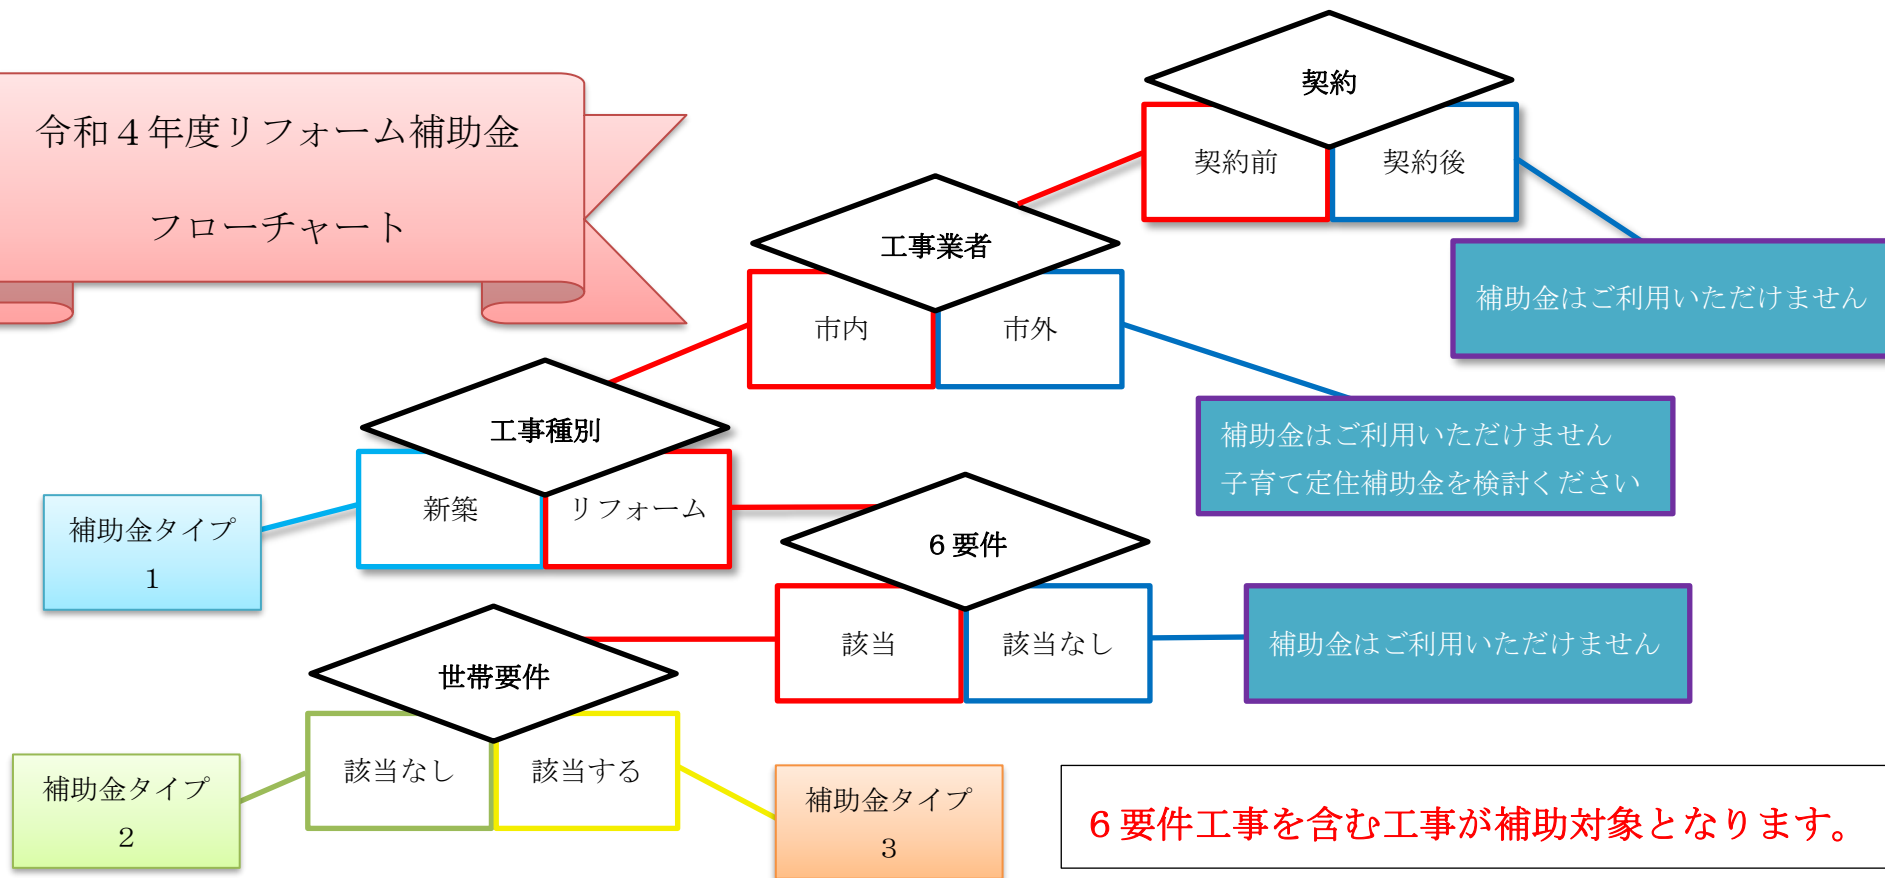 令和４年度リフォーム補助金
フローチャート
契約
契約前
契約後
補助金はご利用いただけません
工事業者
市内
市外
補助金はご利用いただけません
子育て定住補助金を検討ください
工事種別
新築
リフォーム
補助金タイプ
１
６要件
該当
該当なし
補助金はご利用いただけません
世帯要件
該当なし
該当する
補助金タイプ
２
補助金タイプ
３
６要件工事を含む工事が補助対象となります。